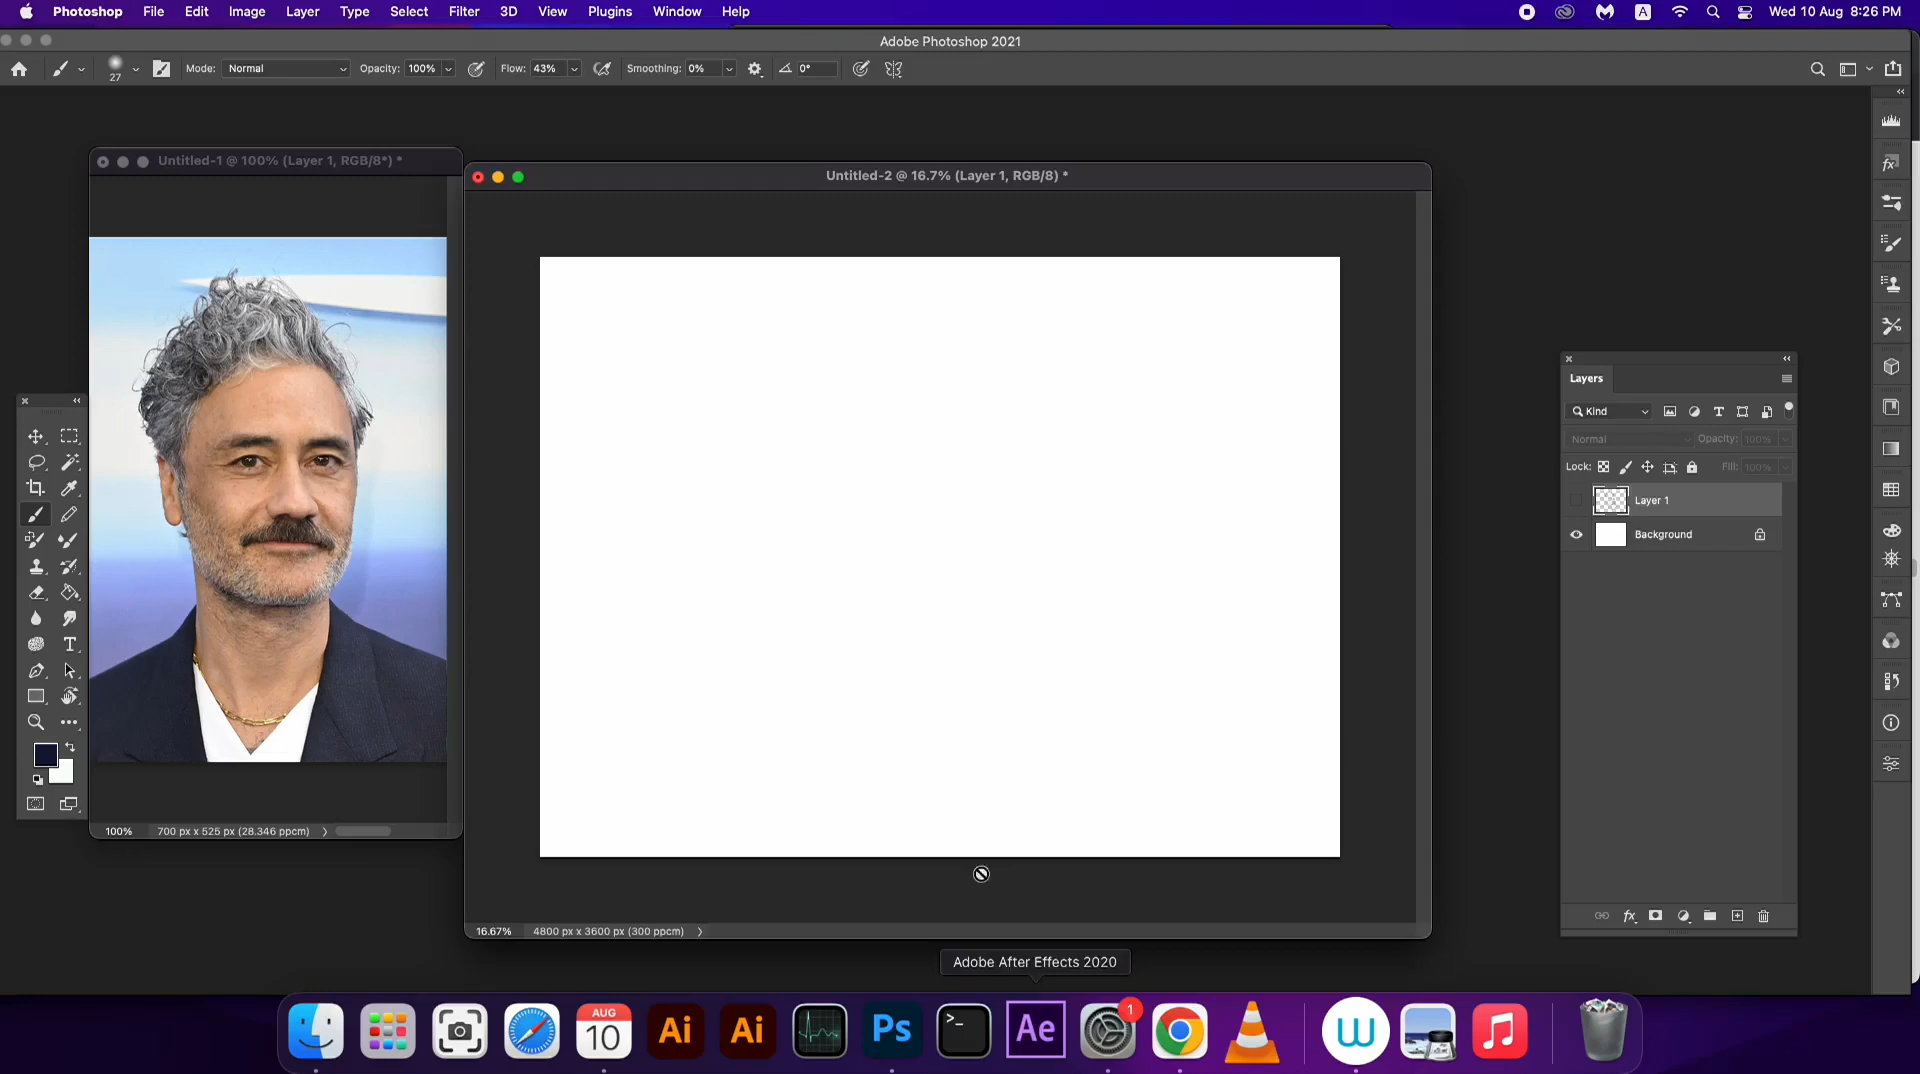 Photoshop File Edit Image Layer Type Select Filter 3D View Plugins Window Help A Wed 10 Aug 8:26 PM
Adobe Photoshop 2021
27 Mode: Normal Opacity: 100% Flow: 43% Smoothing: 0% 0°
Untitled-1 @ 100% (Layer 1, RGB/8*) *
Untitled-2 @ 16.7% (Layer 1, RGB/8) *
Layers
Kind
Normal Opacity: 100%
Lock: Fill: 100%
Layer 1
Background
100% 700 px x 525 px (28.346 ppcm)
16.67% 4800 px x 3600 px (300 ppcm)
fx
Adobe After Effects 2020
AUG
10
Ai
Ai
Ps
Ae
1
W